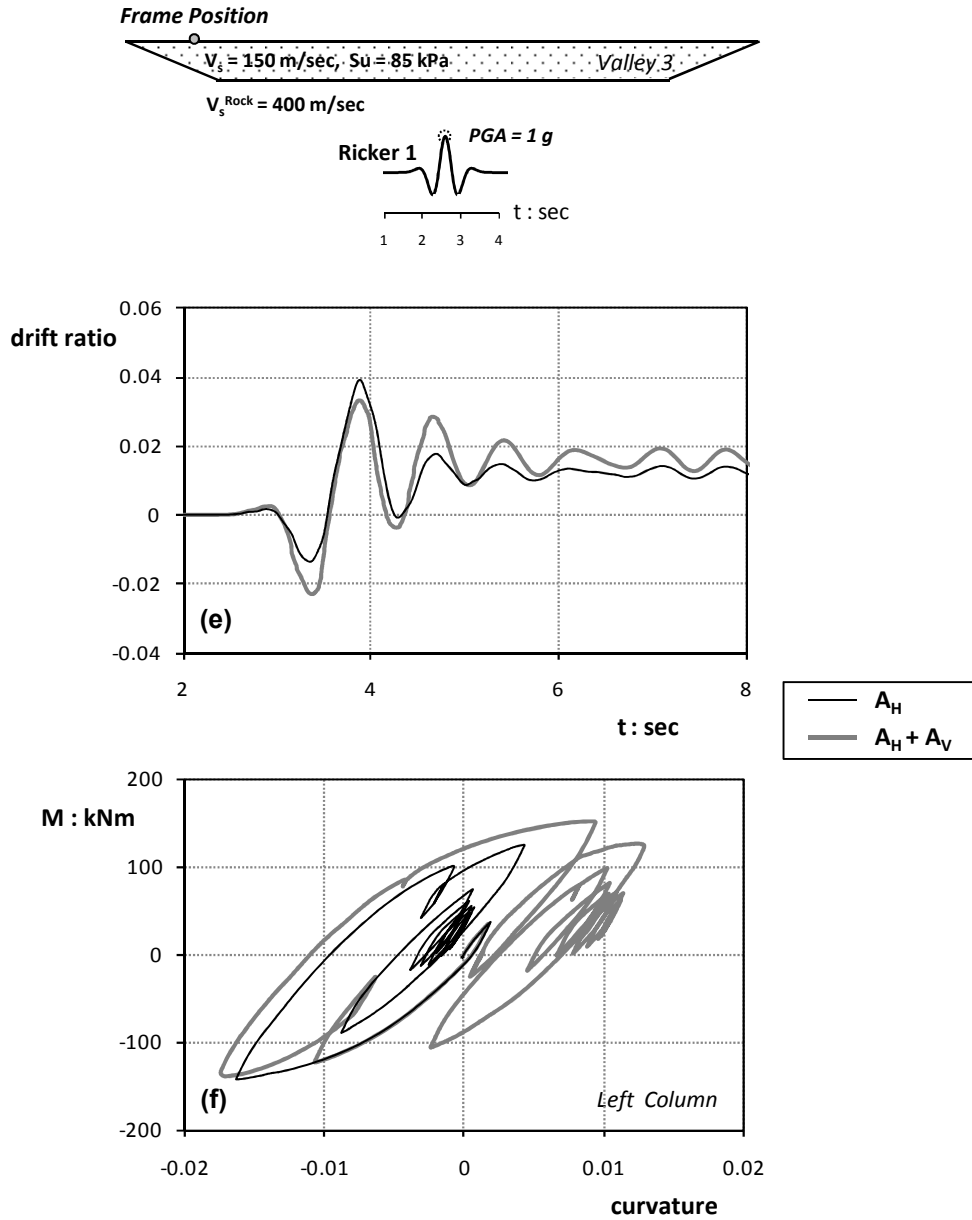 Frame Position
Vs = 150 m/sec, Su = 85 kPa
Valley 3
VsRock = 400 m/sec
PGA = 1 g
Ricker 1
t : sec
1 2 3 4
drift ratio
0.06
0.04
0.02
0
-0.02
-0.04
(e)
2 4 6 8
t : sec
AH
AH + AV
M : kNm
200
100
0
-100
-200
(f)
Left Column
-0.02 -0.01 0 0.01 0.02
curvature